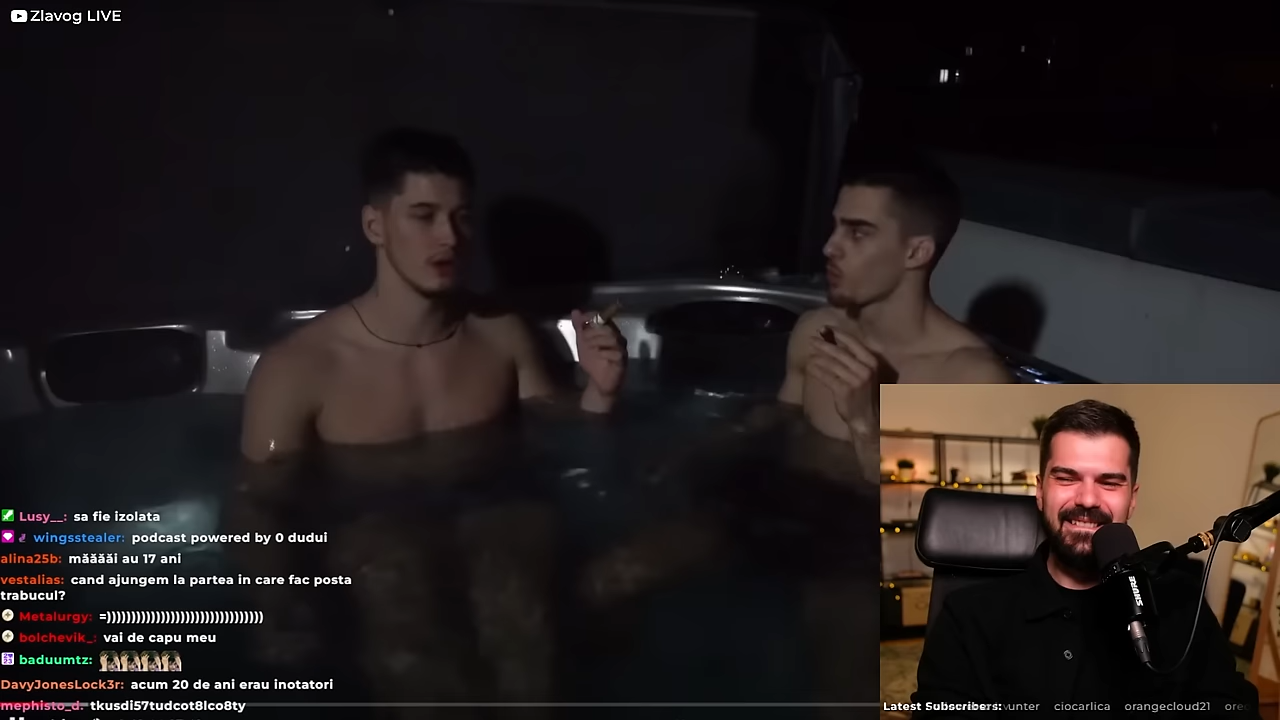 Zlavog LIVE
Lusy__: sa fie izolata
wingsstealer: podcast powered by 0 dudui
alina25b: măăăăi au 17 ani
vestalias: cand ajungem la partea in care fac posta
trabucul?
Metalurgy: =))))))))))))))))))))))))))))))))
bolchevik_: vai de capu meu
baduumtz:
DavyJonesLock3r: acum 20 de ani erau inotatori
mephisto_d: tkusdi57tudcot8lco8ty
SHURE
Latest Subscribers: ciocarlica orangecloud21